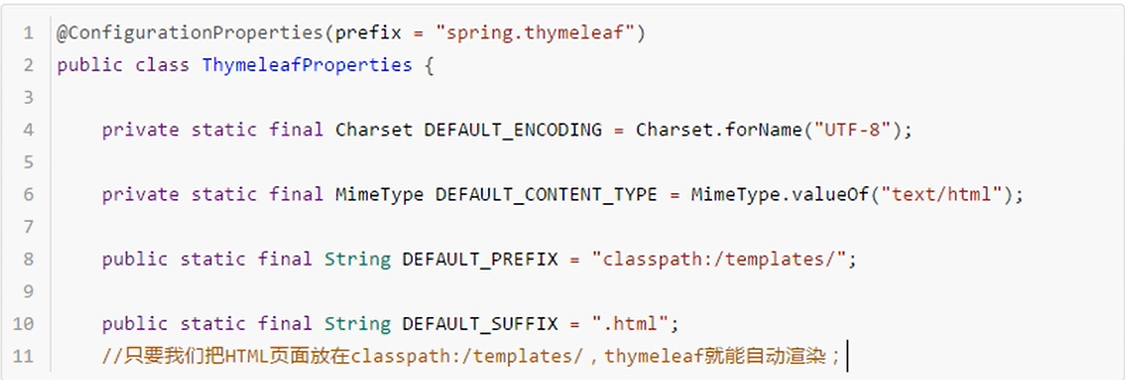 1 @ConfigurationProperties(prefix = "spring.thymeleaf")
2 public class ThymeleafProperties {
3
4 private static final Charset DEFAULT_ENCODING = Charset.forName("UTF-8");
5
6 private static final MimeType DEFAULT_CONTENT_TYPE = MimeType.valueOf("text/html");
7
8 public static final String DEFAULT_PREFIX = "classpath:/templates/";
9
10 public static final String DEFAULT_SUFFIX = ".html";
11 //只要我们把HTML页面放在classpath:/templates/，thymeleaf就能自动渲染；